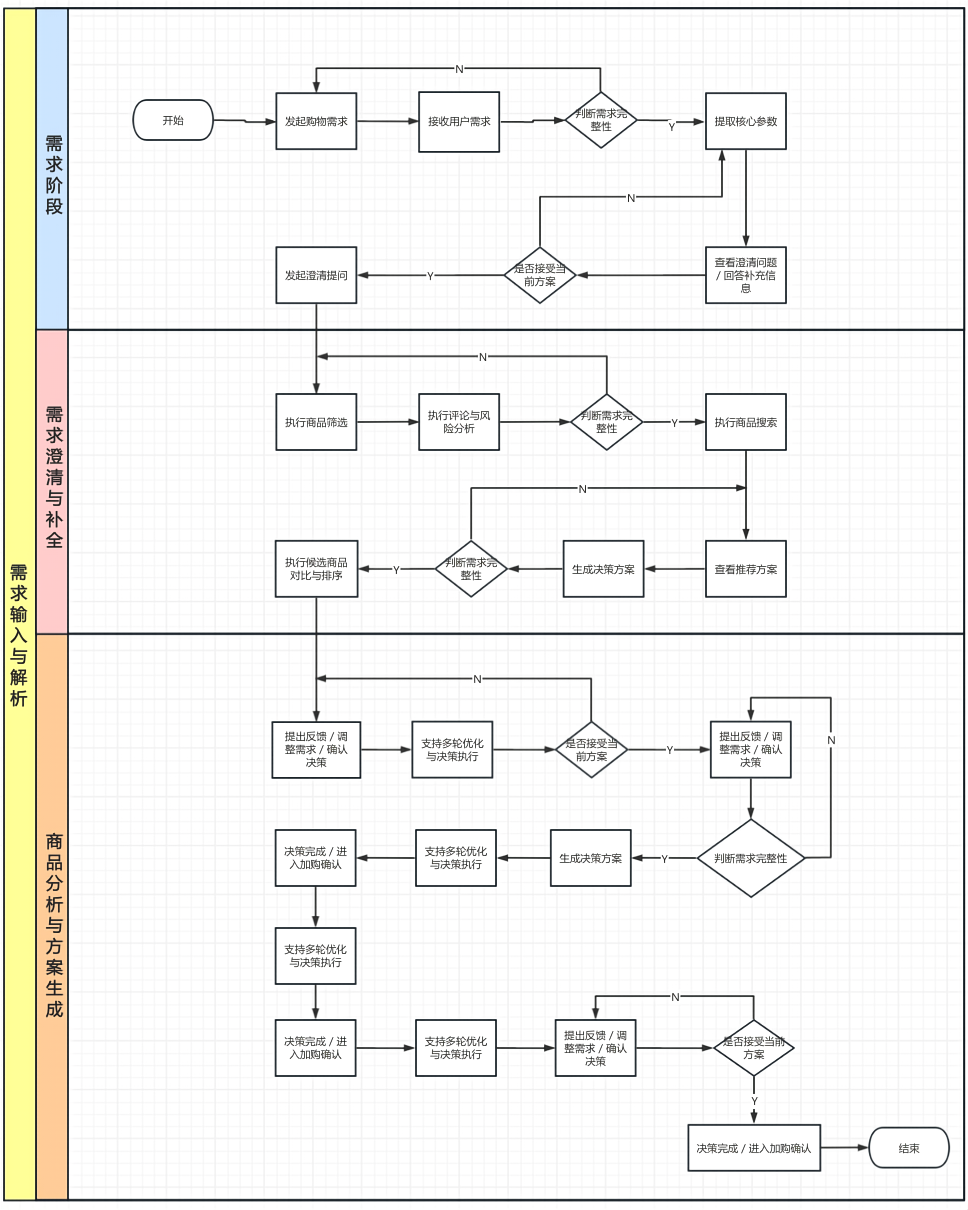 需求输入与解析
需求阶段
N
开始
发起购物需求
接收用户需求
判断需求完
整性
Y
提取核心参数
N
发起澄清提问
Y
是否接受当
前方案
查看澄清问题
/ 回答补充信
息
需求澄清与补全
N
执行商品筛选
执行评论与风
险分析
判断需求完
整性
Y
执行商品搜索
N
执行候选商品
对比与排序
Y
判断需求完
整性
生成决策方案
查看推荐方案
商品分析与方案生成
N
提出反馈 / 调
整需求 / 确认
决策
支持多轮优化
与决策执行
是否接受当
前方案
Y
提出反馈 / 调
整需求 / 确认
决策
N
决策完成 / 进
入加购确认
支持多轮优化
与决策执行
生成决策方案
Y
判断需求完整性
支持多轮优化
与决策执行
N
决策完成 / 进
入加购确认
支持多轮优化
与决策执行
提出反馈 / 调
整需求 / 确认
决策
是否接受当前
方案
Y
决策完成 / 进入加购确认
结束